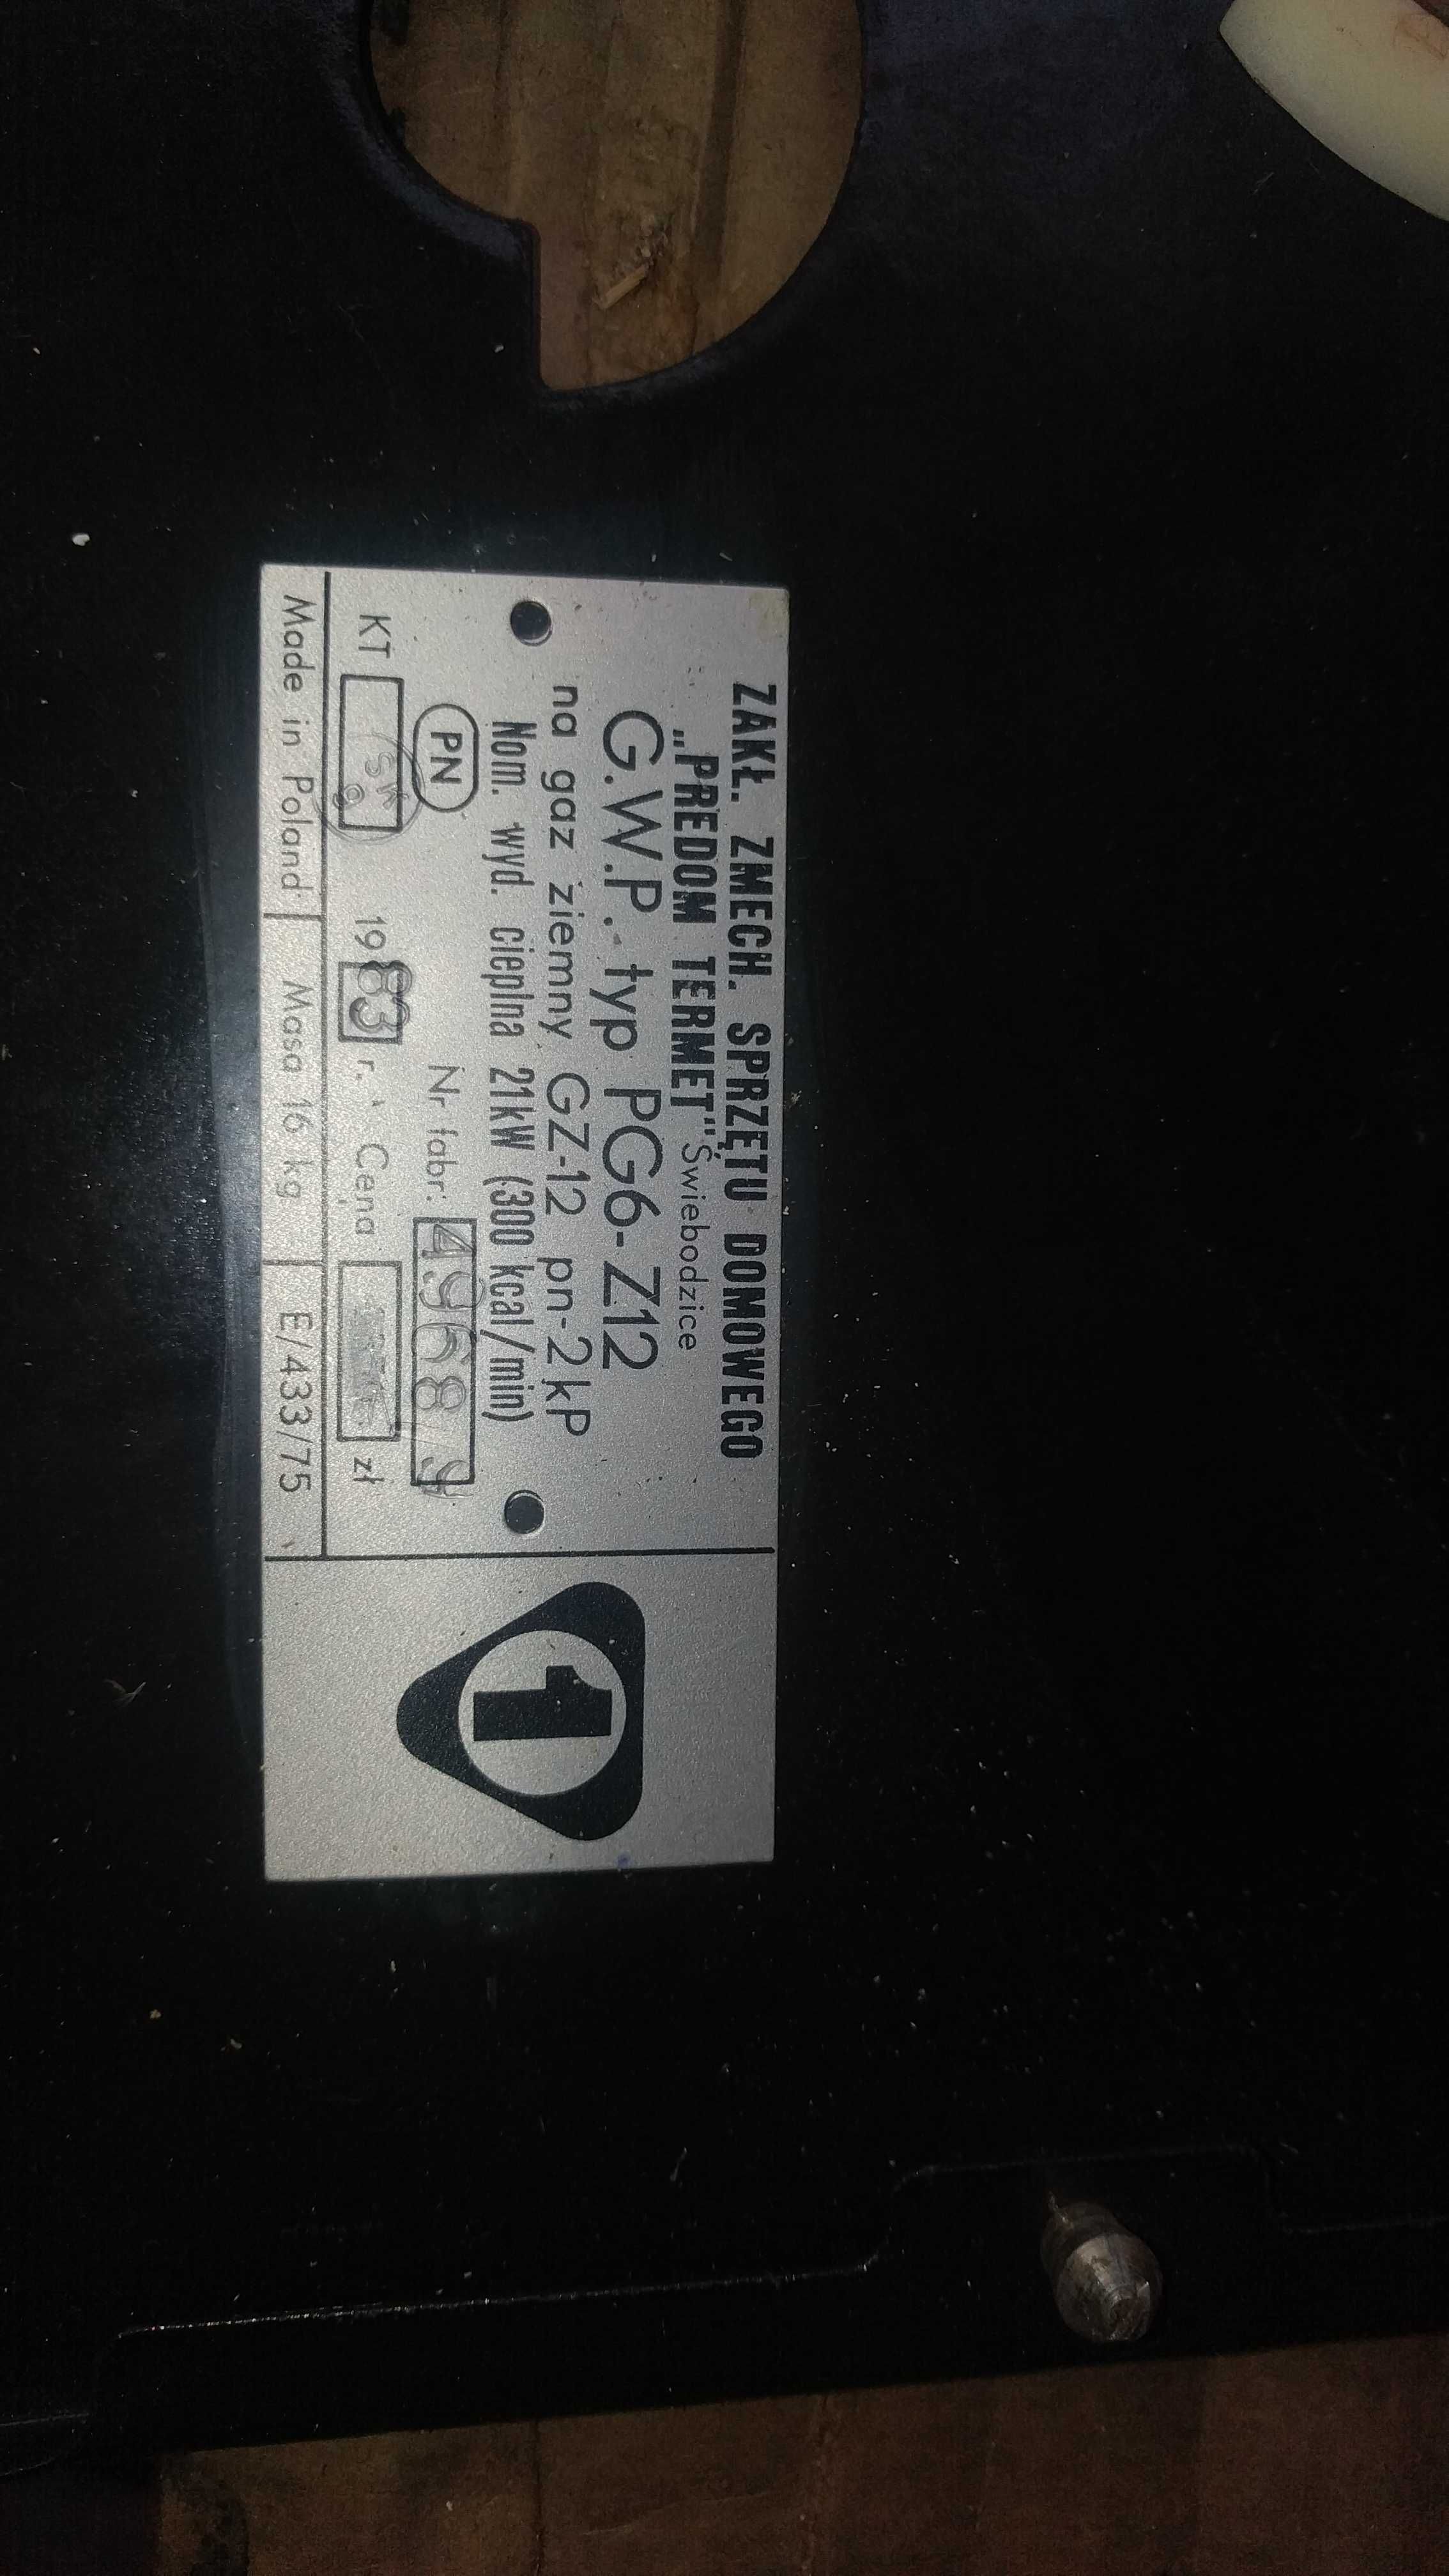 ZAKŁ. ZMECH. SPRZĘTU DOMOWEGO
„PREDOM TERMET" Świebodzice
G.W.P. typ PG6-Z12
na gaz ziemny GZ-12 pn-2kP
Nom. wyd. cieplna 21kW (300 kcal/min)
PN Nr fabr.
KT 1983 r. Cena zł
Made in Poland Masa 16 kg E/433/75
1